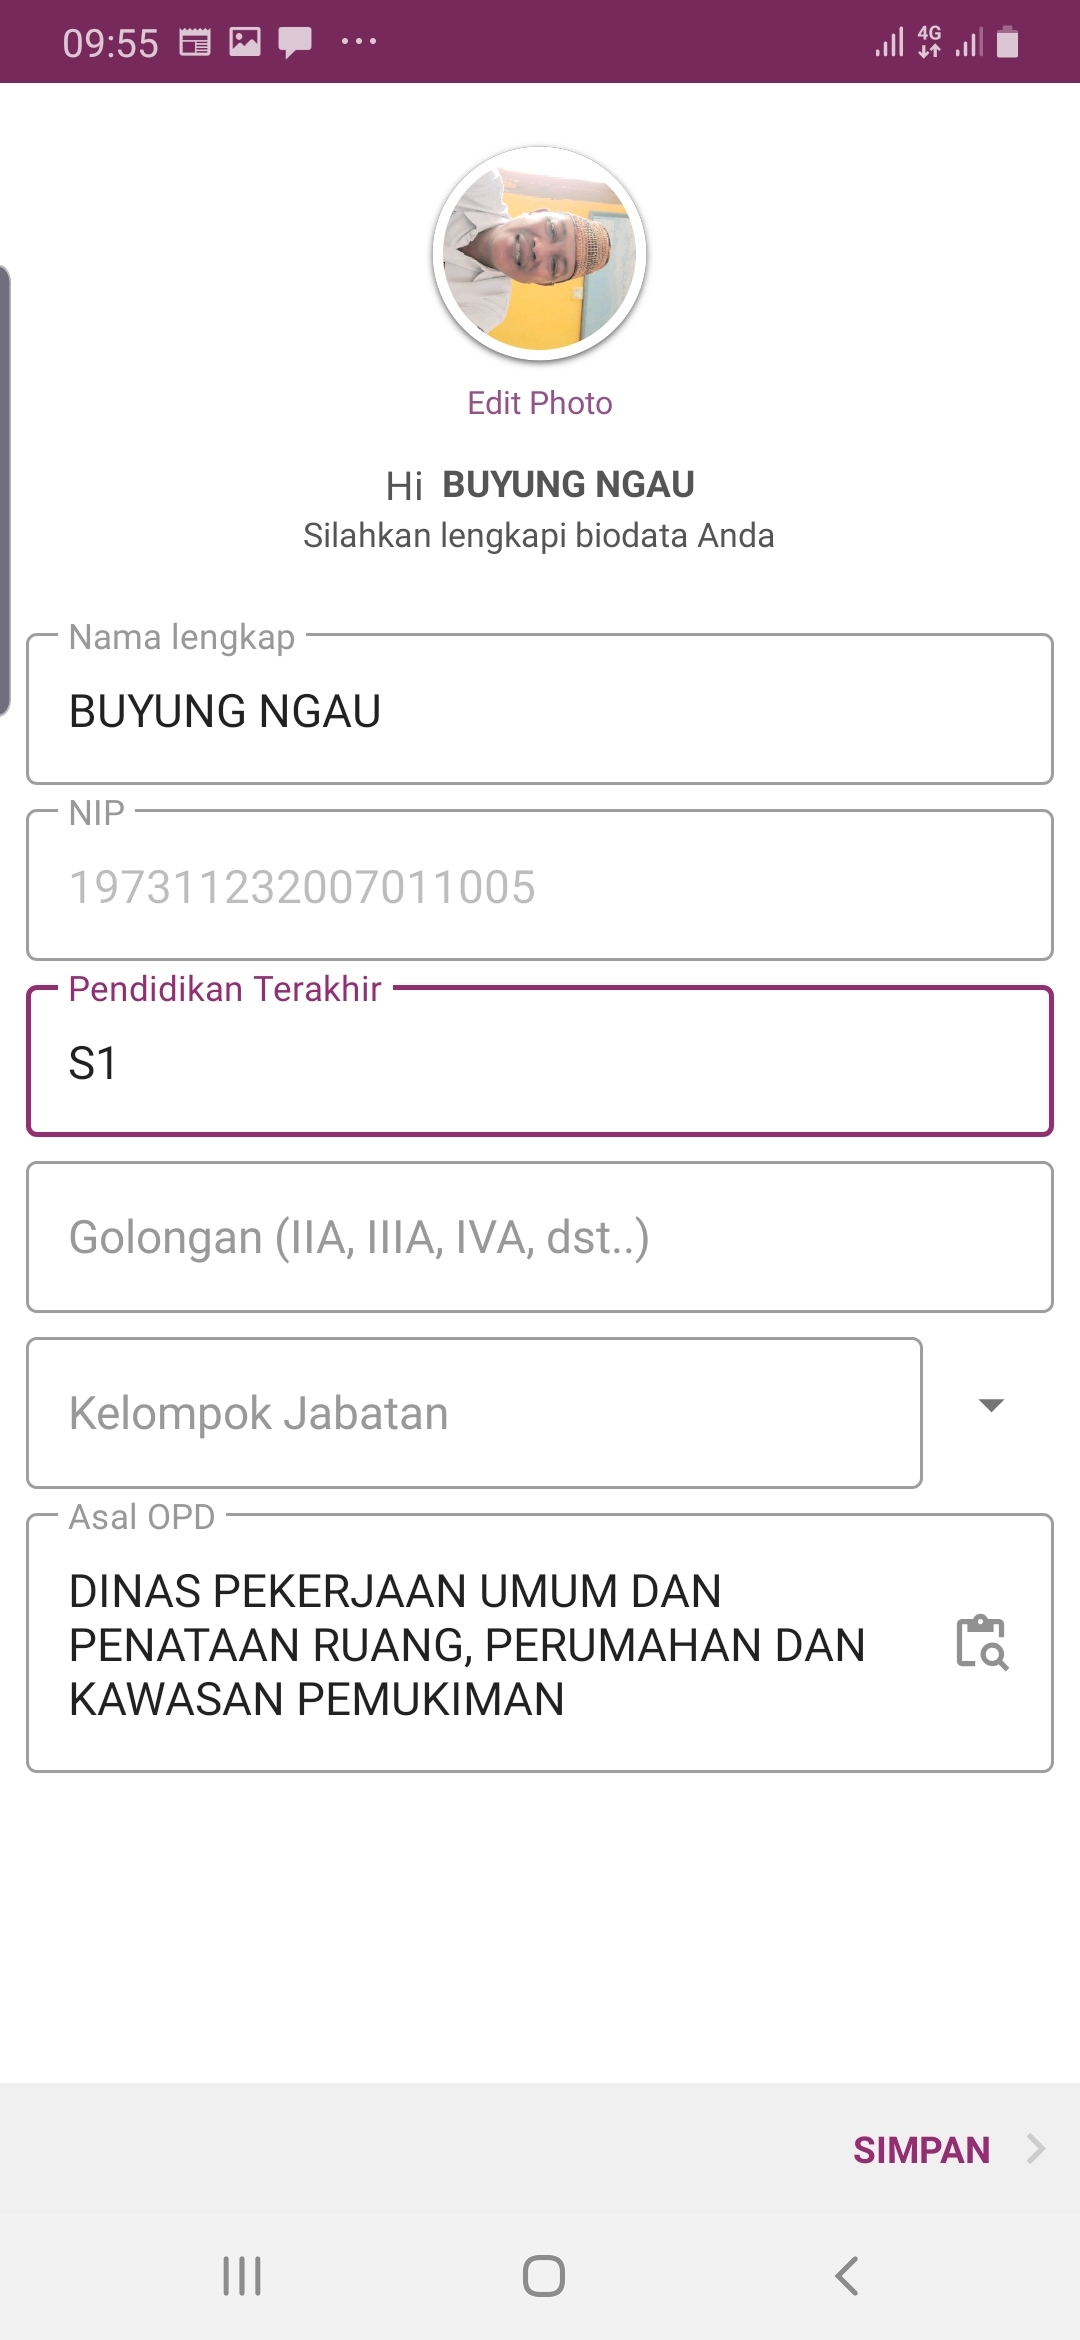 09:55
4G
Edit Photo
Hi BUYUNG NGAU
Silahkan lengkapi biodata Anda
Nama lengkap
BUYUNG NGAU
NIP
197311232007011005
Pendidikan Terakhir
S1
Golongan (IIA, IIIA, IVA, dst..)
Kelompok Jabatan
Asal OPD
DINAS PEKERJAAN UMUM DAN
PENATAAN RUANG, PERUMAHAN DAN
KAWASAN PEMUKIMAN
SIMPAN